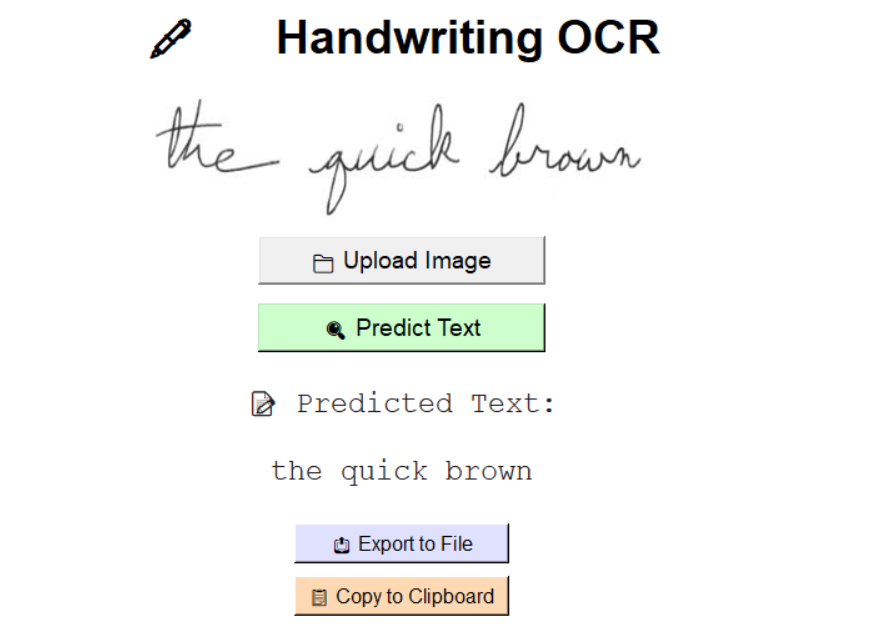 Handwriting OCR
the quick brown
Upload Image
Predict Text
Predicted Text:
the quick brown
Export to File
Copy to Clipboard